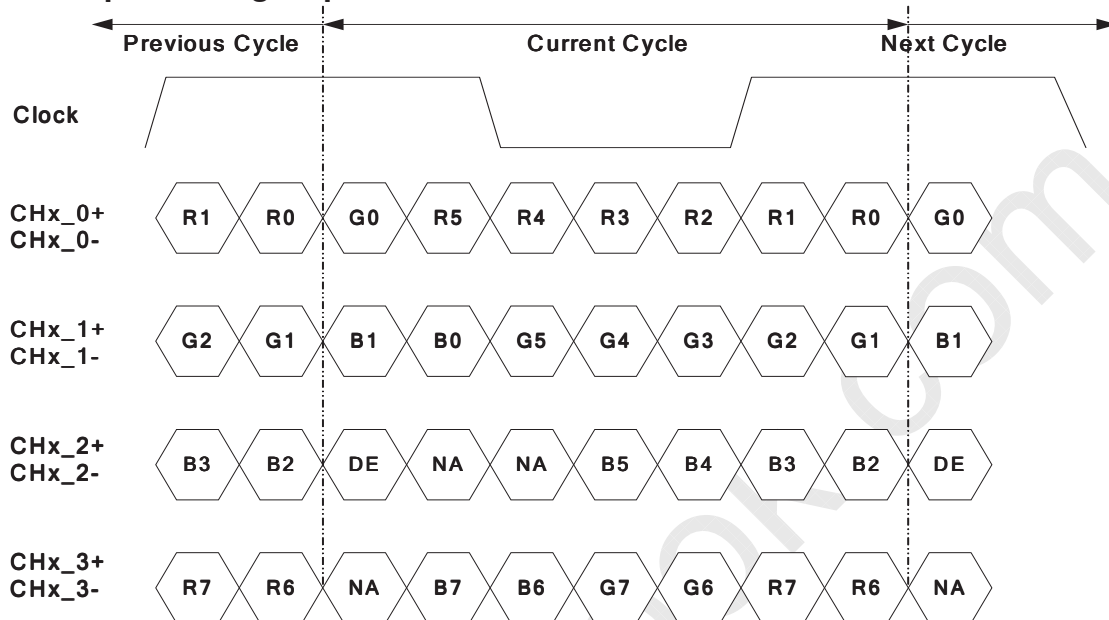 Previous Cycle Current Cycle Next Cycle
Clock
CHx_0+ R1 R0 G0 R5 R4 R3 R2 R1 R0 G0
CHx_0-
CHx_1+ G2 G1 B1 B0 G5 G4 G3 G2 G1 B1
CHx_1-
CHx_2+ B3 B2 DE NA NA B5 B4 B3 B2 DE
CHx_2-
CHx_3+ R7 R6 NA B7 B6 G7 G6 R7 R6 NA
CHx_3-